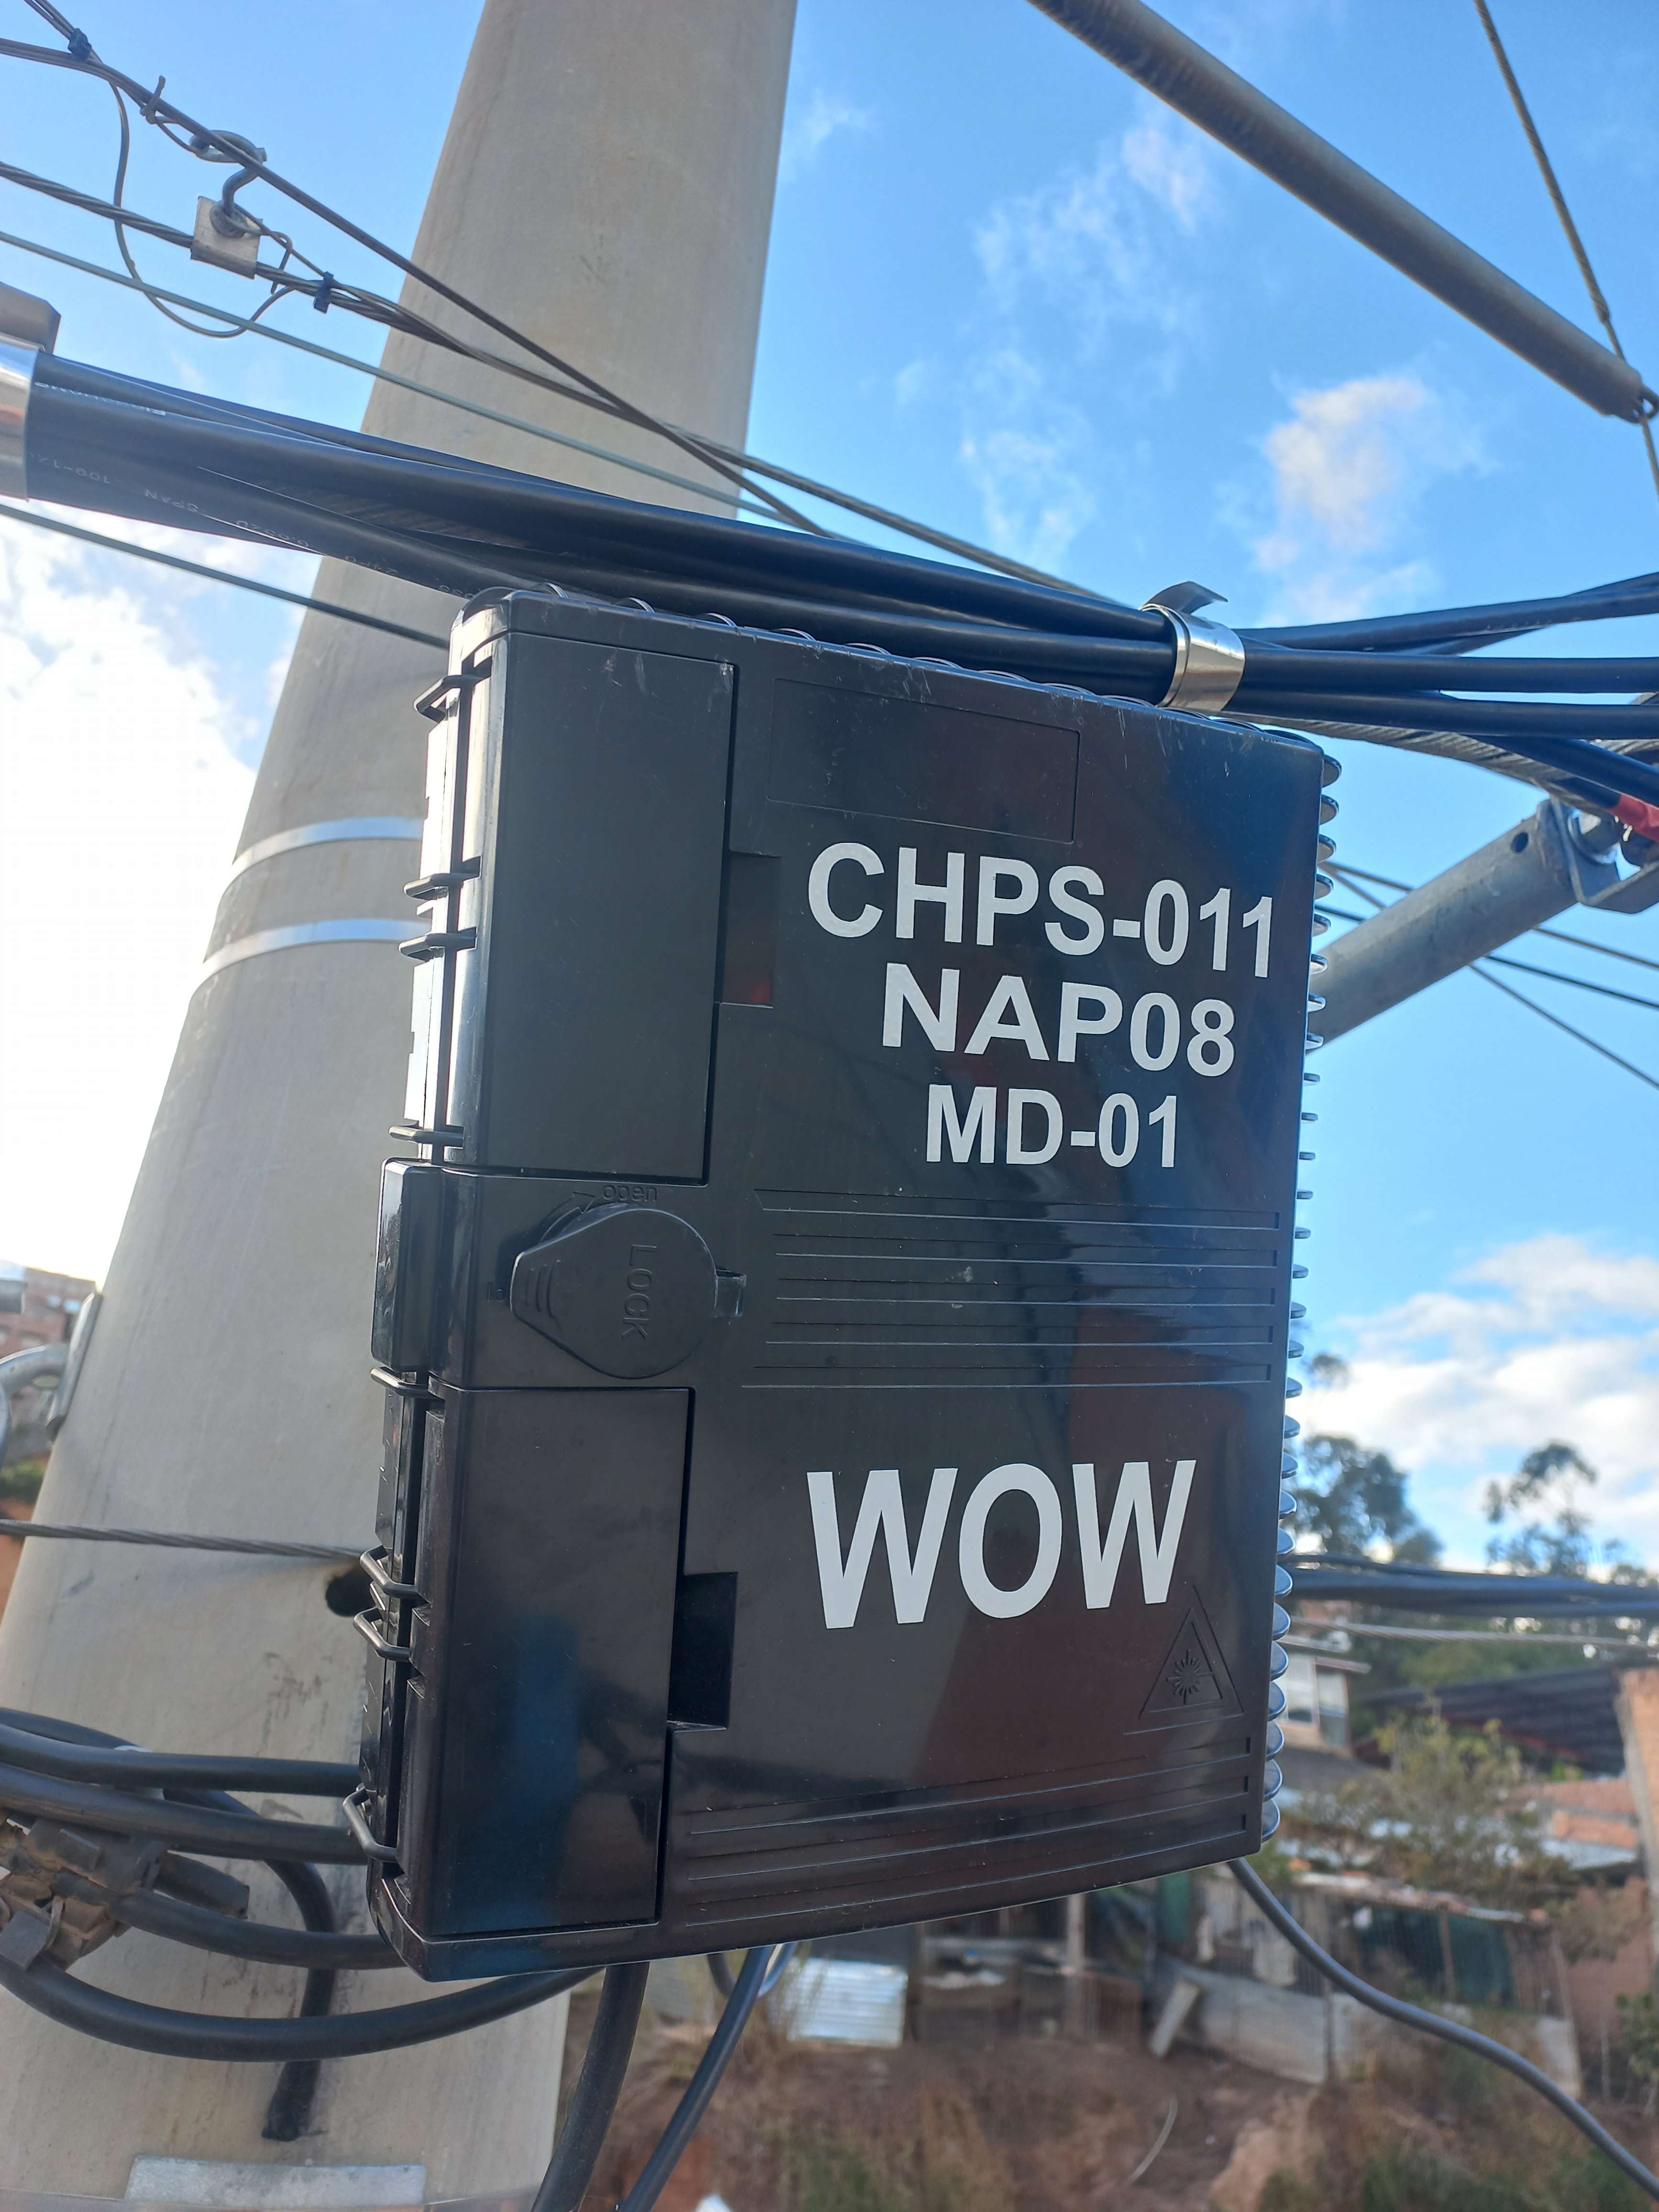 CHPS-011
NAP08
MD-01
open
LOCK
WOW